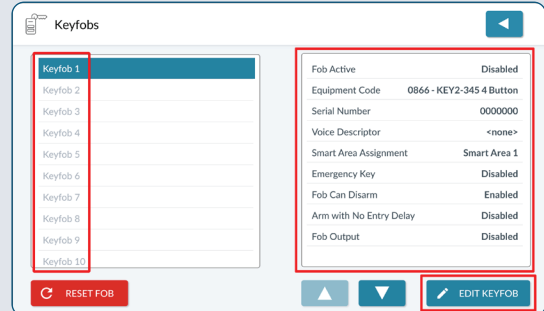 Keyfobs
Keyfob 1
Keyfob 2
Keyfob 3
Keyfob 4
Keyfob 5
Keyfob 6
Keyfob 7
Keyfob 8
Keyfob 9
Keyfob 10
Fob Active Disabled
Equipment Code 0866 - KEY2-345 4 Button
Serial Number 0000000
Voice Descriptor <none>
Smart Area Assignment Smart Area 1
Emergency Key Disabled
Fob Can Disarm Enabled
Arm with No Entry Delay Disabled
Fob Output Disabled
RESET FOB
EDIT KEYFOB